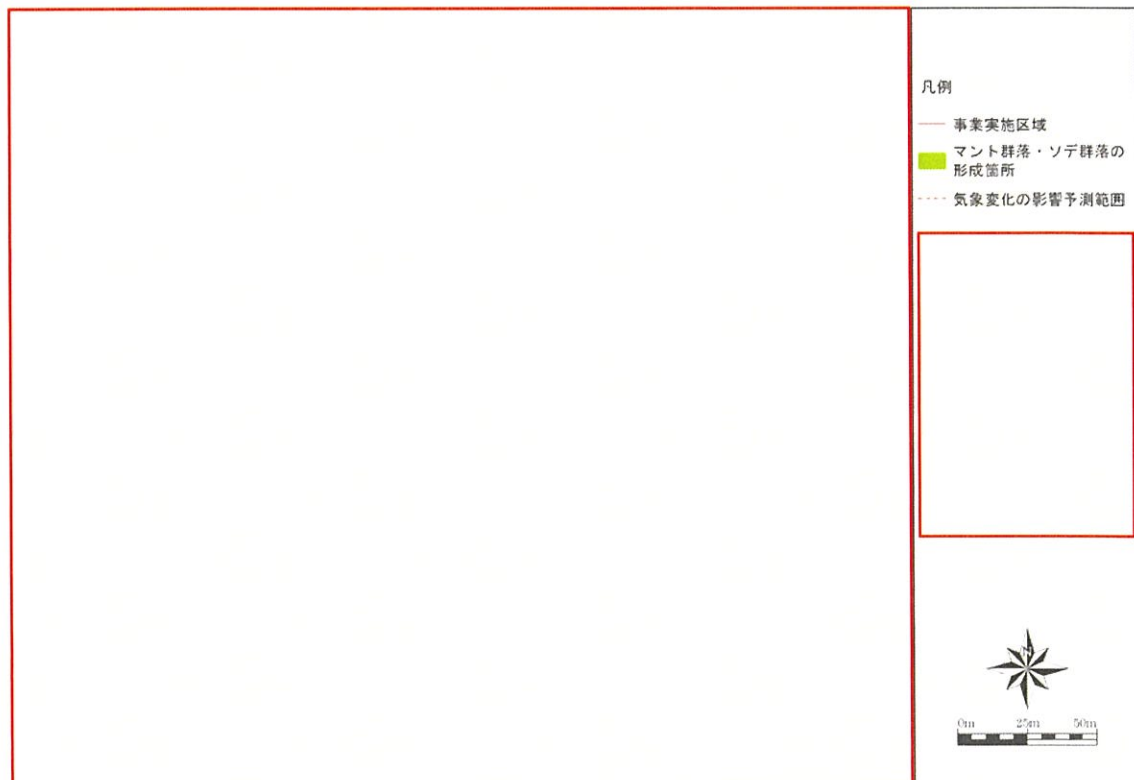 凡例
事業実施区域
マント群落・ソデ群落の
形成箇所
気象変化の影響予測範囲
N
0m 25m 50m